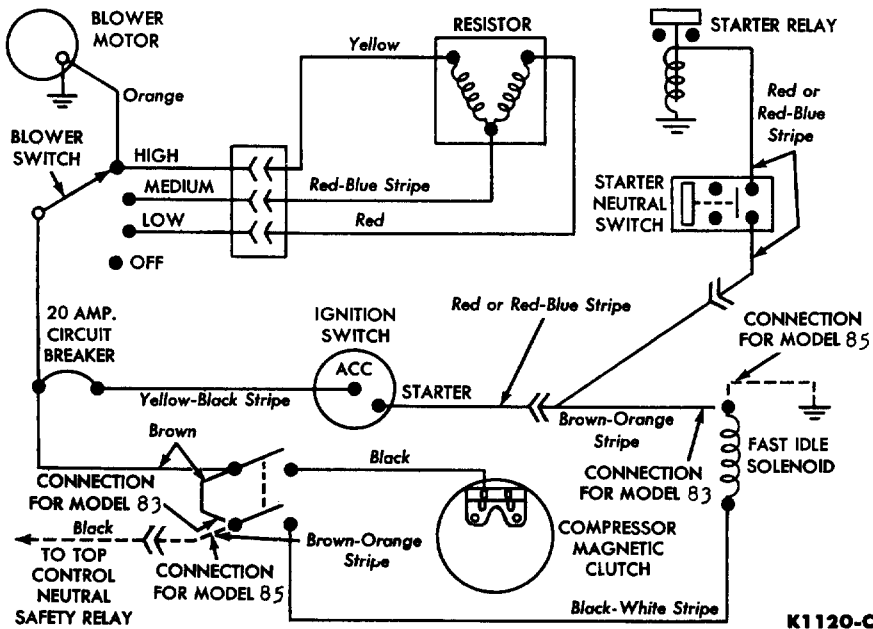 BLOWER
MOTOR
RESISTOR
STARTER RELAY
Yellow
Orange
Red or
Red-Blue
Stripe
BLOWER
SWITCH
HIGH
MEDIUM
LOW
OFF
Red-Blue Stripe
Red
STARTER
NEUTRAL
SWITCH
20 AMP.
CIRCUIT
BREAKER
IGNITION
SWITCH
ACC
STARTER
Red or Red-Blue Stripe
CONNECTION
FOR MODEL 85
Yellow-Black Stripe
Brown-Orange
Stripe
FAST IDLE
SOLENOID
Brown
Black
CONNECTION
FOR MODEL 83
CONNECTION
FOR MODEL 83
Black
TO TOP
CONTROL
NEUTRAL
SAFETY RELAY
CONNECTION
FOR MODEL 85
Brown-Orange
Stripe
COMPRESSOR
MAGNETIC
CLUTCH
Black-White Stripe
K1120-C